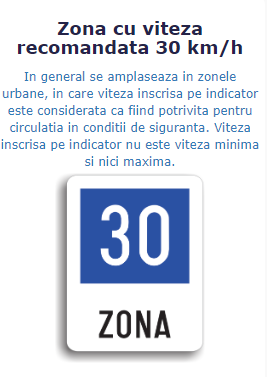 Zona cu viteza
recomandata 30 km/h
In general se amplaseaza in zonele
urbane, in care viteza inscrisa pe indicator
este considerata ca fiind potrivita pentru
circulatia in conditii de siguranta. Viteza
inscrisa pe indicator nu este viteza minima
si nici maxima.
30
ZONA